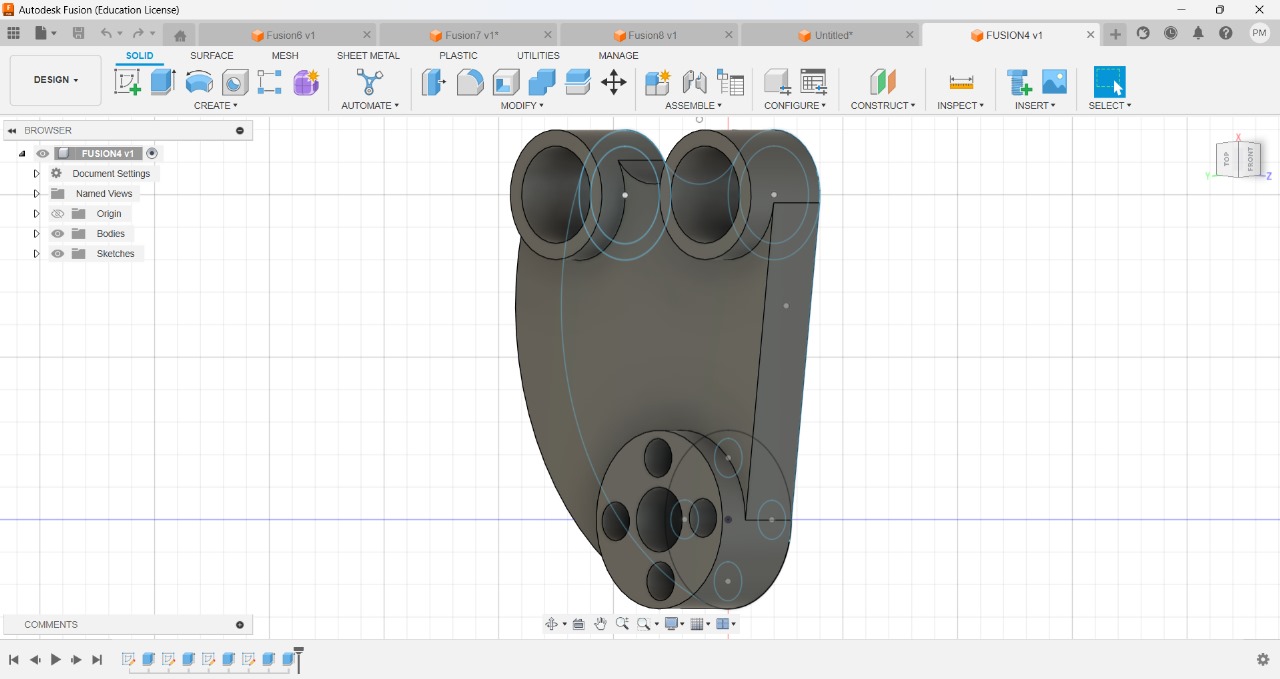 Autodesk Fusion (Education License)
Fusion6 v1
Fusion7 v1*
Fusion8 v1
Untitled*
FUSION4 v1
PM
SOLID
SURFACE
MESH
SHEET METAL
PLASTIC
UTILITIES
MANAGE
DESIGN
CREATE
AUTOMATE
MODIFY
ASSEMBLE
CONFIGURE
CONSTRUCT
INSPECT
INSERT
SELECT
BROWSER
FUSION4 v1
Document Settings
Named Views
Origin
Bodies
Sketches
X
TOP
FRONT
Y
Z
COMMENTS